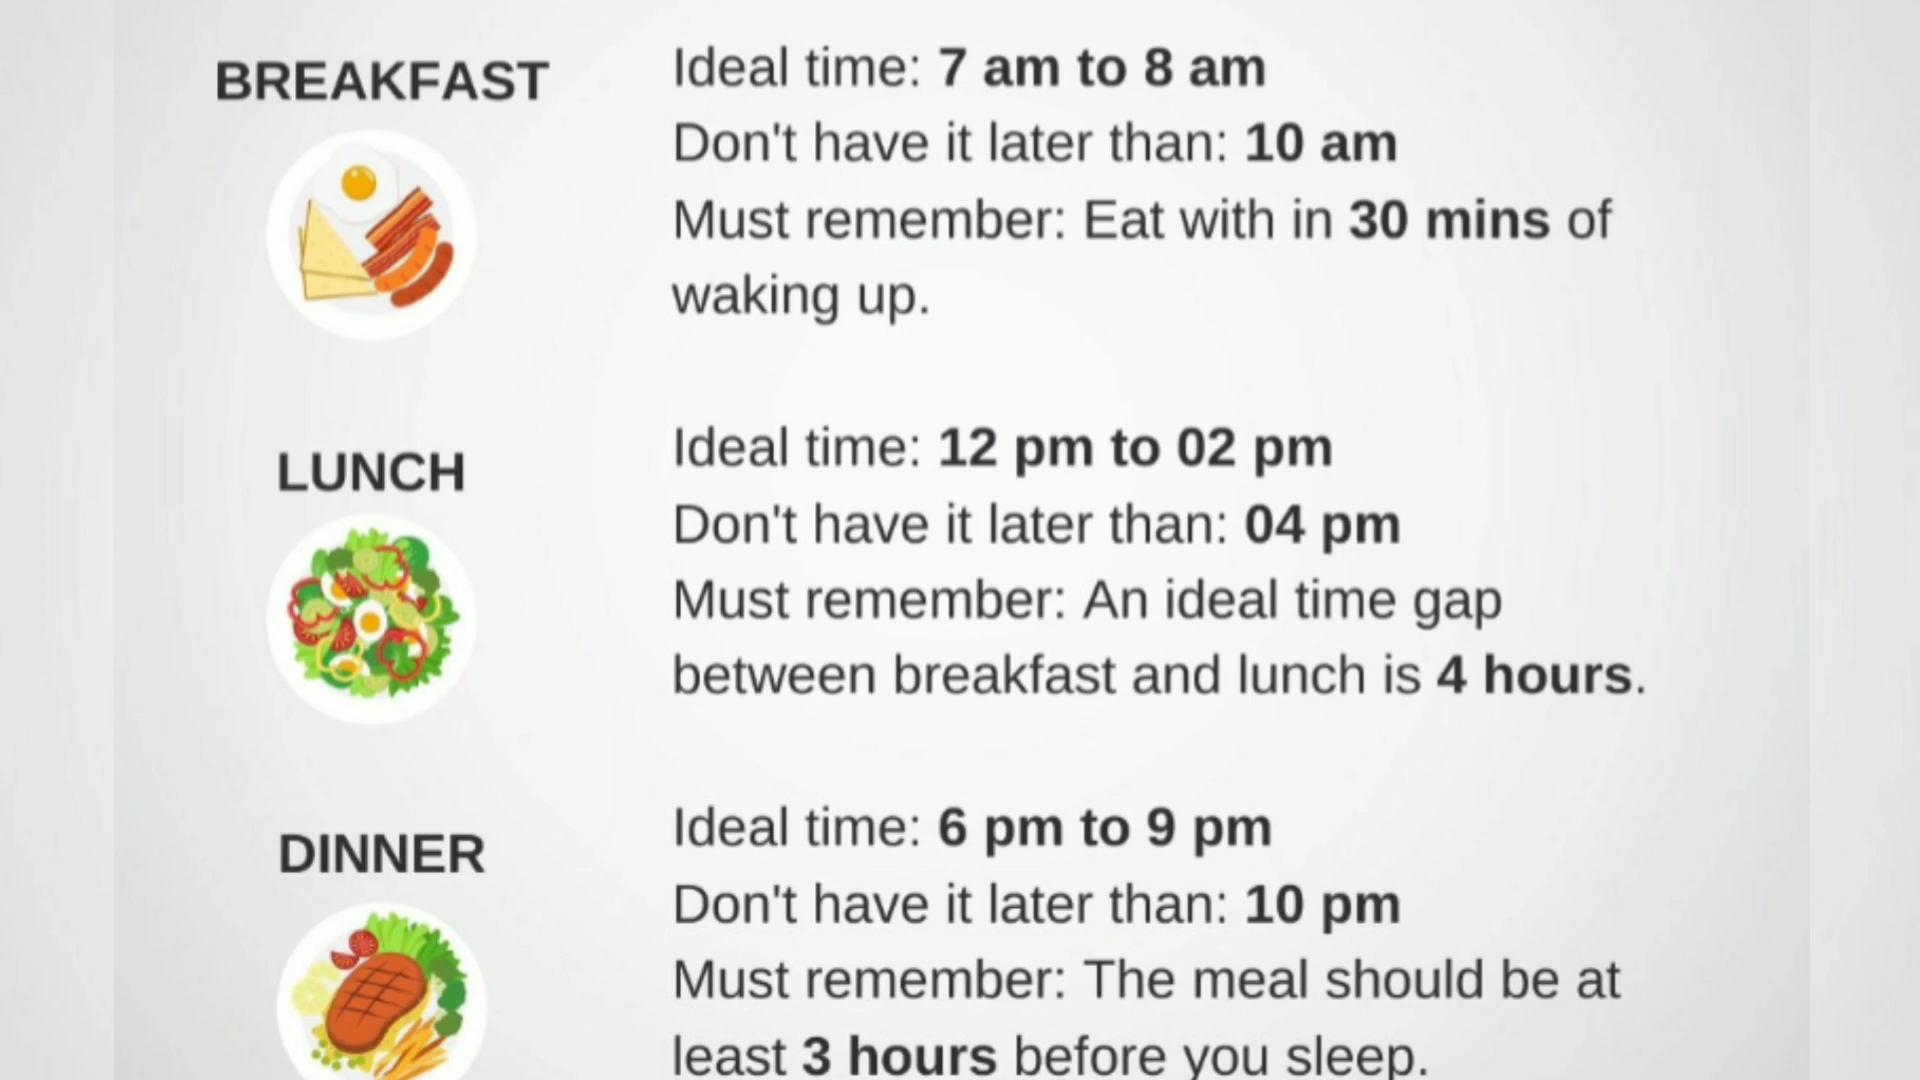 BREAKFAST
Ideal time: 7 am to 8 am
Don't have it later than: 10 am
Must remember: Eat with in 30 mins of
waking up.
LUNCH
Ideal time: 12 pm to 02 pm
Don't have it later than: 04 pm
Must remember: An ideal time gap
between breakfast and lunch is 4 hours.
DINNER
Ideal time: 6 pm to 9 pm
Don't have it later than: 10 pm
Must remember: The meal should be at
least 3 hours before you sleep.